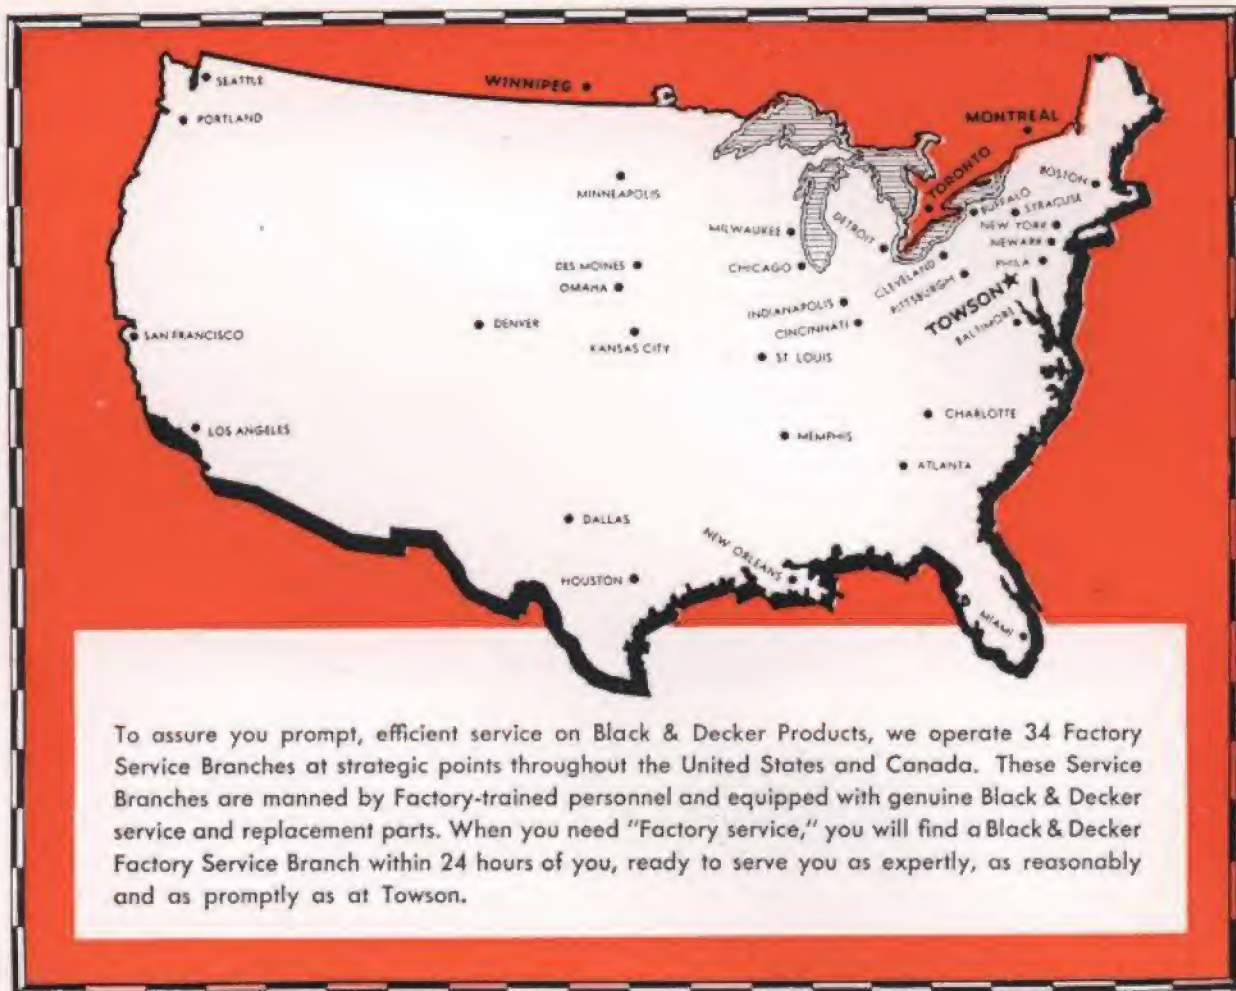 SEATTLE
WINNIPEG
PORTLAND
MONTREAL
TORONTO
BOSTON
MINNEAPOLIS
BUFFALO
SYRACUSE
DETROIT
NEW YORK
MILWAUKEE
NEWARK
DES MOINES
CHICAGO
CLEVELAND
PHILA
OMAHA
PITTSBURGH
INDIANAPOLIS
TOWSON
DENVER
CINCINNATI
BALTIMORE
SAN FRANCISCO
KANSAS CITY
ST LOUIS
CHARLOTTE
LOS ANGELES
MEMPHIS
ATLANTA
DALLAS
NEW ORLEANS
HOUSTON
MIAMI
To assure you prompt, efficient service on Black & Decker Products, we operate 34 Factory
Service Branches at strategic points throughout the United States and Canada. These Service
Branches are manned by Factory-trained personnel and equipped with genuine Black & Decker
service and replacement parts. When you need "Factory service," you will find a Black & Decker
Factory Service Branch within 24 hours of you, ready to serve you as expertly, as reasonably
and as promptly as at Towson.